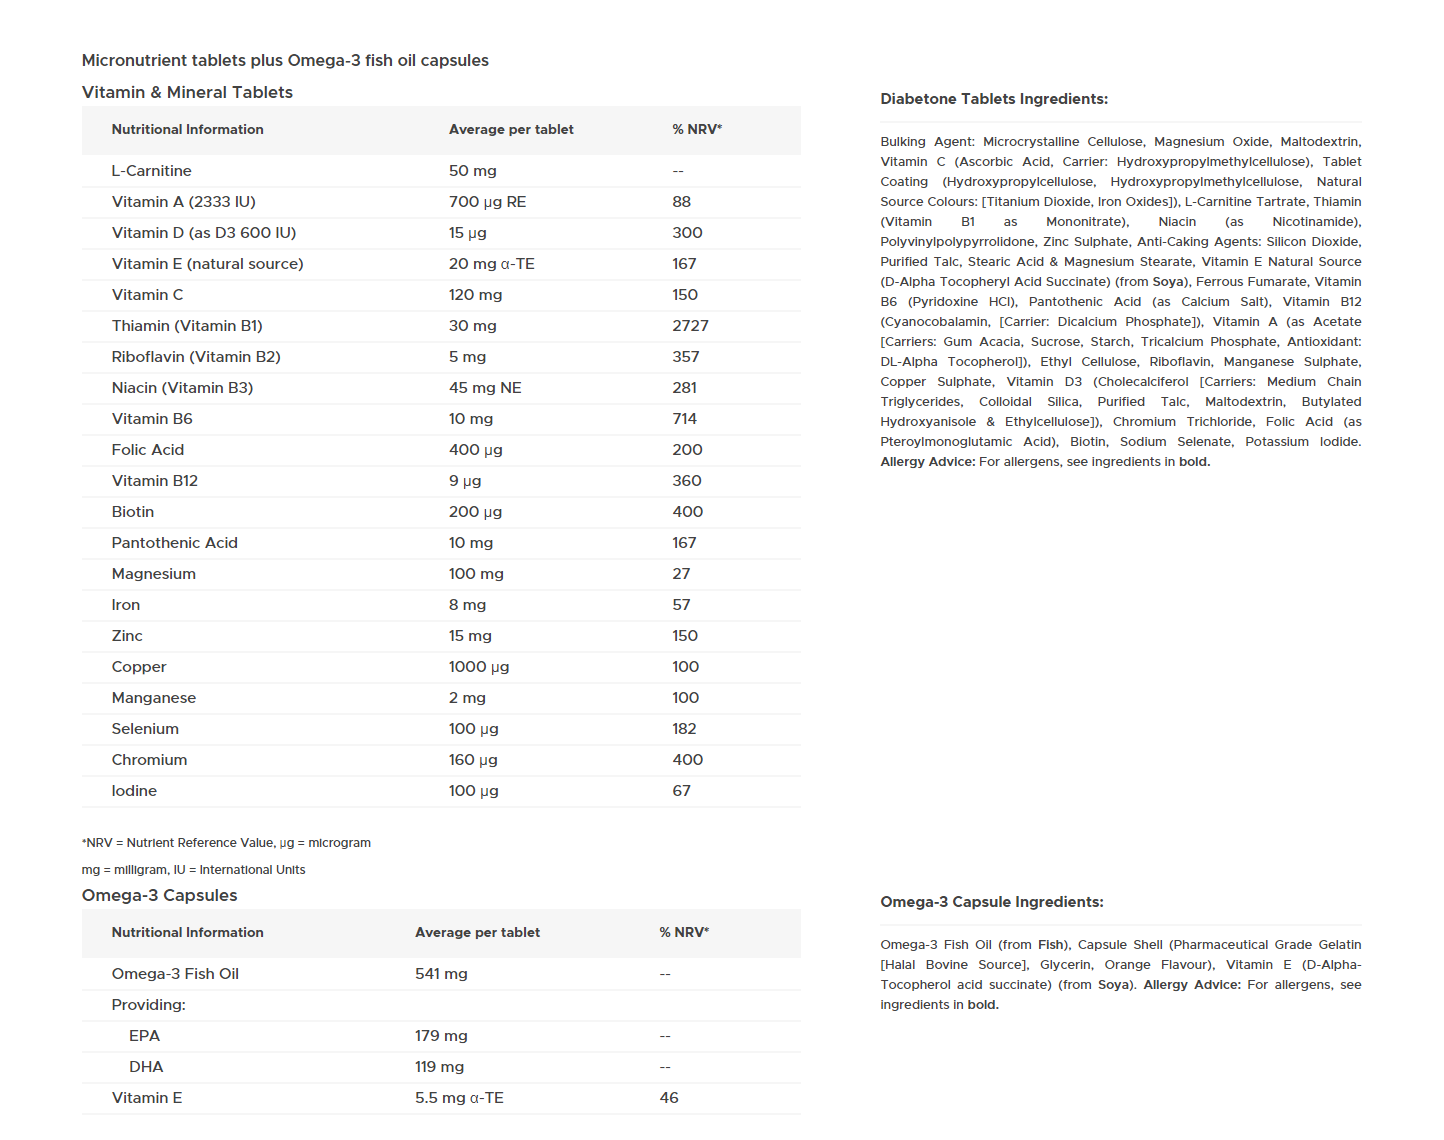 Micronutrient tablets plus Omega-3 fish oil capsules
Vitamin & Mineral Tablets
Nutritional Information Average per tablet % NRV*
L-Carnitine 50 mg --
Vitamin A (2333 IU) 700 µg RE 88
Vitamin D (as D3 600 IU) 15 µg 300
Vitamin E (natural source) 20 mg α-TE 167
Vitamin C 120 mg 150
Thiamin (Vitamin B1) 30 mg 2727
Riboflavin (Vitamin B2) 5 mg 357
Niacin (Vitamin B3) 45 mg NE 281
Vitamin B6 10 mg 714
Folic Acid 400 µg 200
Vitamin B12 9 µg 360
Biotin 200 µg 400
Pantothenic Acid 10 mg 167
Magnesium 100 mg 27
Iron 8 mg 57
Zinc 15 mg 150
Copper 1000 µg 100
Manganese 2 mg 100
Selenium 100 µg 182
Chromium 160 µg 400
Iodine 100 µg 67
*NRV = Nutrient Reference Value, µg = microgram
mg = milligram, IU = International Units
Diabetone Tablets Ingredients:
Bulking Agent: Microcrystalline Cellulose, Magnesium Oxide, Maltodextrin,
Vitamin C (Ascorbic Acid, Carrier: Hydroxypropylmethylcellulose), Tablet
Coating (Hydroxypropylcellulose, Hydroxypropylmethylcellulose, Natural
Source Colours: [Titanium Dioxide, Iron Oxides]), L-Carnitine Tartrate, Thiamin
(Vitamin B1 as Mononitrate), Niacin (as Nicotinamide),
Polyvinylpolypyrrolidone, Zinc Sulphate, Anti-Caking Agents: Silicon Dioxide,
Purified Talc, Stearic Acid & Magnesium Stearate, Vitamin E Natural Source
(D-Alpha Tocopheryl Acid Succinate) (from Soya), Ferrous Fumarate, Vitamin
B6 (Pyridoxine HCl), Pantothenic Acid (as Calcium Salt), Vitamin B12
(Cyanocobalamin, [Carrier: Dicalcium Phosphate]), Vitamin A (as Acetate
[Carriers: Gum Acacia, Sucrose, Starch, Tricalcium Phosphate, Antioxidant:
DL-Alpha Tocopherol]), Ethyl Cellulose, Riboflavin, Manganese Sulphate,
Copper Sulphate, Vitamin D3 (Cholecalciferol [Carriers: Medium Chain
Triglycerides, Colloidal Silica, Purified Talc, Maltodextrin, Butylated
Hydroxyanisole & Ethylcellulose]), Chromium Trichloride, Folic Acid (as
Pteroylmonoglutamic Acid), Biotin, Sodium Selenate, Potassium Iodide.
Allergy Advice: For allergens, see ingredients in bold.
Omega-3 Capsules
Nutritional Information Average per tablet % NRV*
Omega-3 Fish Oil 541 mg --
Providing:
EPA 179 mg --
DHA 119 mg --
Vitamin E 5.5 mg α-TE 46
Omega-3 Capsule Ingredients:
Omega-3 Fish Oil (from Fish), Capsule Shell (Pharmaceutical Grade Gelatin
[Halal Bovine Source], Glycerin, Orange Flavour), Vitamin E (D-Alpha-
Tocopherol acid succinate) (from Soya). Allergy Advice: For allergens, see
ingredients in bold.